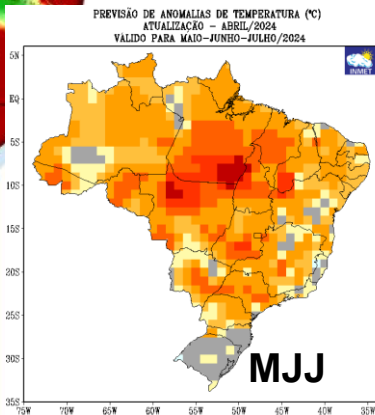 PREVISÃO DE ANOMALIAS DE TEMPERATURA (°C)
ATUALIZAÇÃO - ABRIL/2024
VÁLIDO PARA MAIO-JUNHO-JULHO/2024
INMET
5N
EQ
5S
10S
15S
20S
25S
30S
35S
MJJ
75W 70W 65W 60W 55W 50W 45W 40W 35W